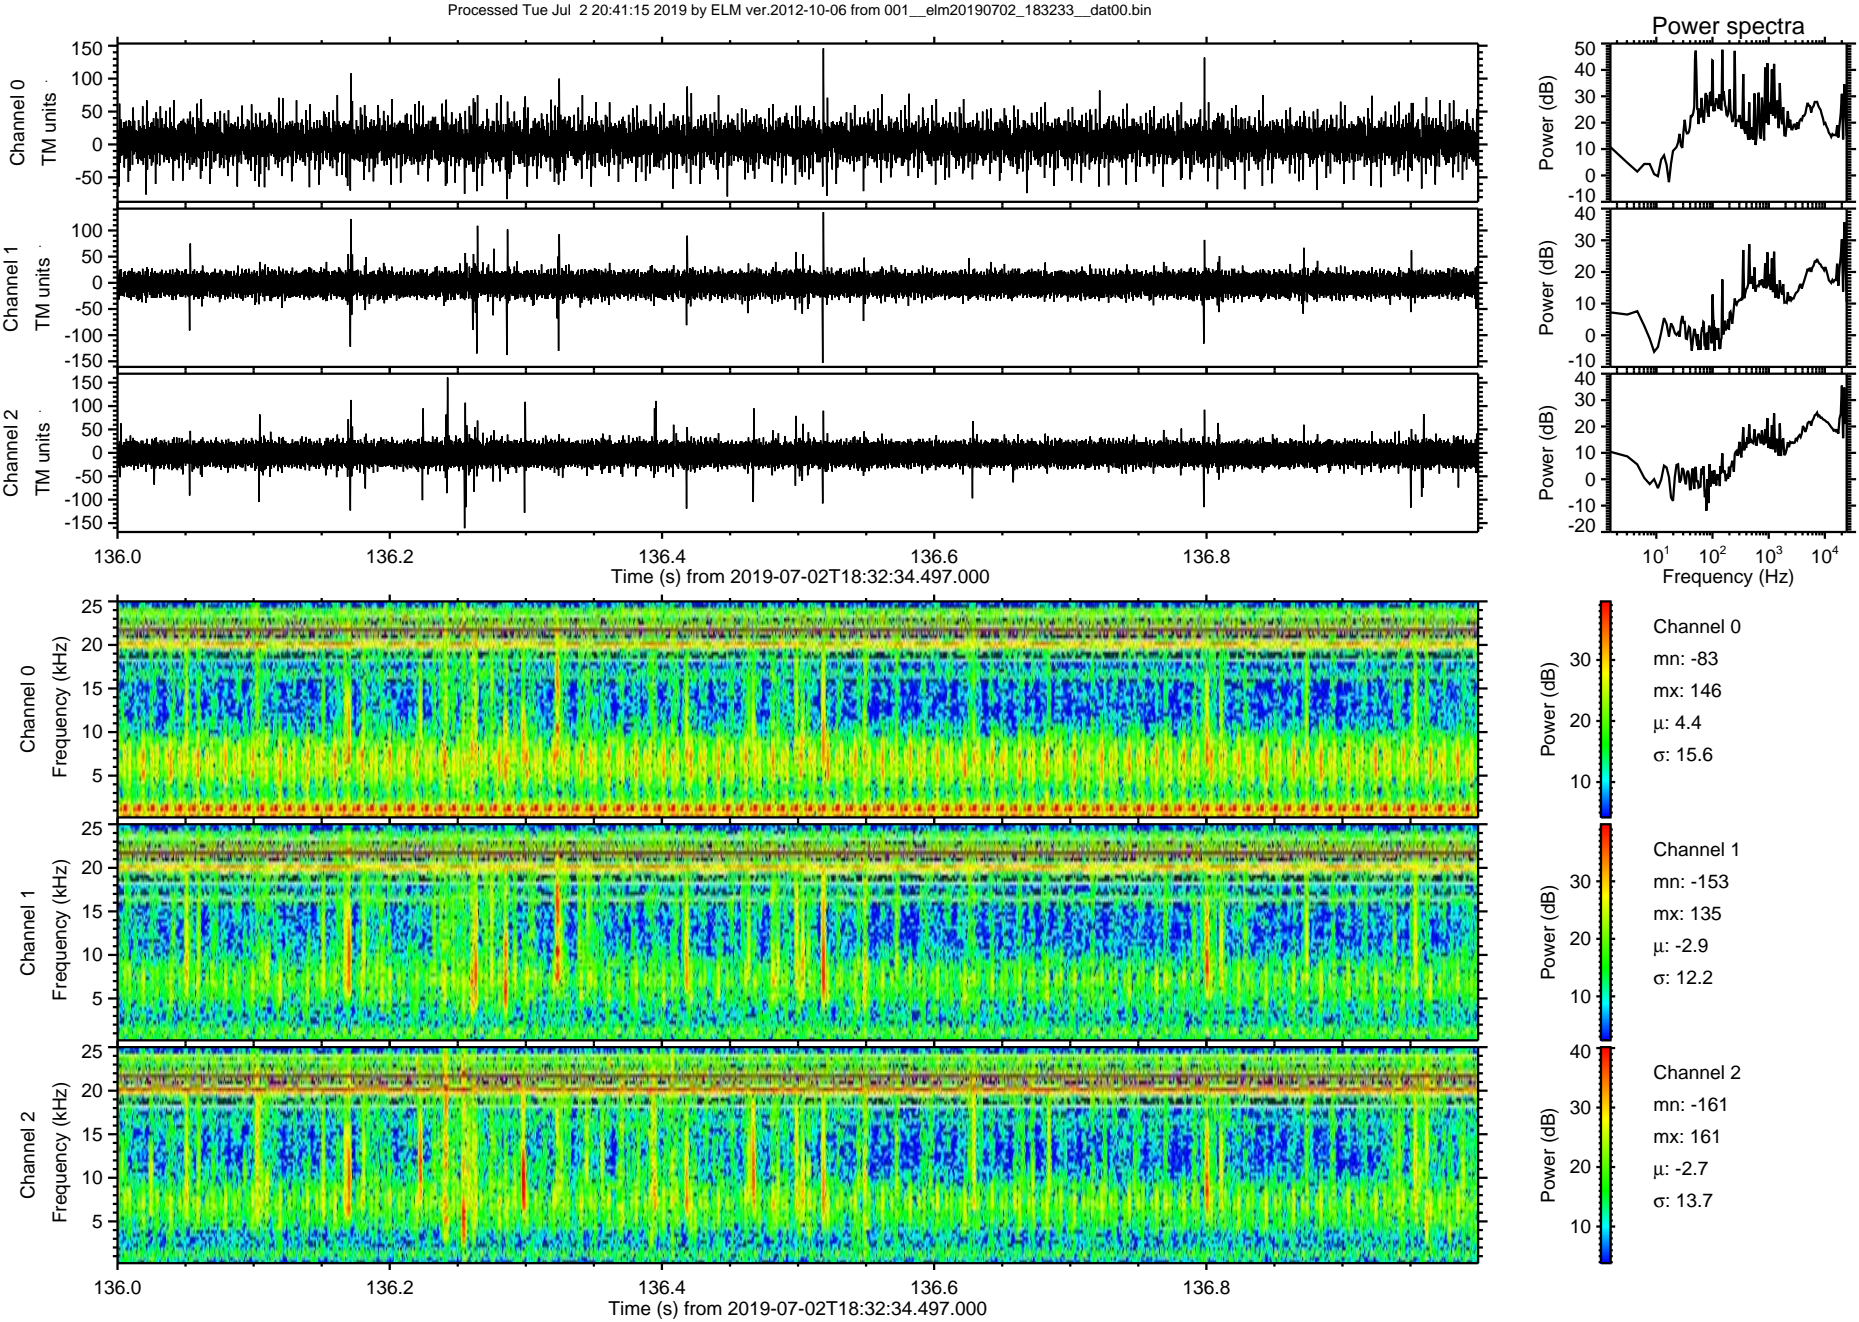 Processed Tue Jul  2 20:41:15 2019 by ELM ver.2012-10-06 from 001__elm20190702_183233__dat00.bin
Power spectra
Channel 0
TM units
150
100
50
0
-50
Power (dB)
50
40
30
20
10
0
-10
Channel 1
TM units
100
50
0
-50
-100
-150
Power (dB)
40
30
20
10
0
-10
Channel 2
TM units
150
100
50
0
-50
-100
-150
Power (dB)
40
30
20
10
0
-10
-20
136.0 136.2 136.4 136.6 136.8
Time (s) from 2019-07-02T18:32:34.497.000
10¹ 10² 10³ 10⁴
Frequency (Hz)
Channel 0
Frequency (kHz)
25
20
15
10
5
Power (dB)
30
20
10
Channel 0
mn: -83
mx: 146
μ: 4.4
σ: 15.6
Channel 1
Frequency (kHz)
25
20
15
10
5
Power (dB)
30
20
10
Channel 1
mn: -153
mx: 135
μ: -2.9
σ: 12.2
Channel 2
Frequency (kHz)
25
20
15
10
5
Power (dB)
40
30
20
10
Channel 2
mn: -161
mx: 161
μ: -2.7
σ: 13.7
136.0 136.2 136.4 136.6 136.8
Time (s) from 2019-07-02T18:32:34.497.000